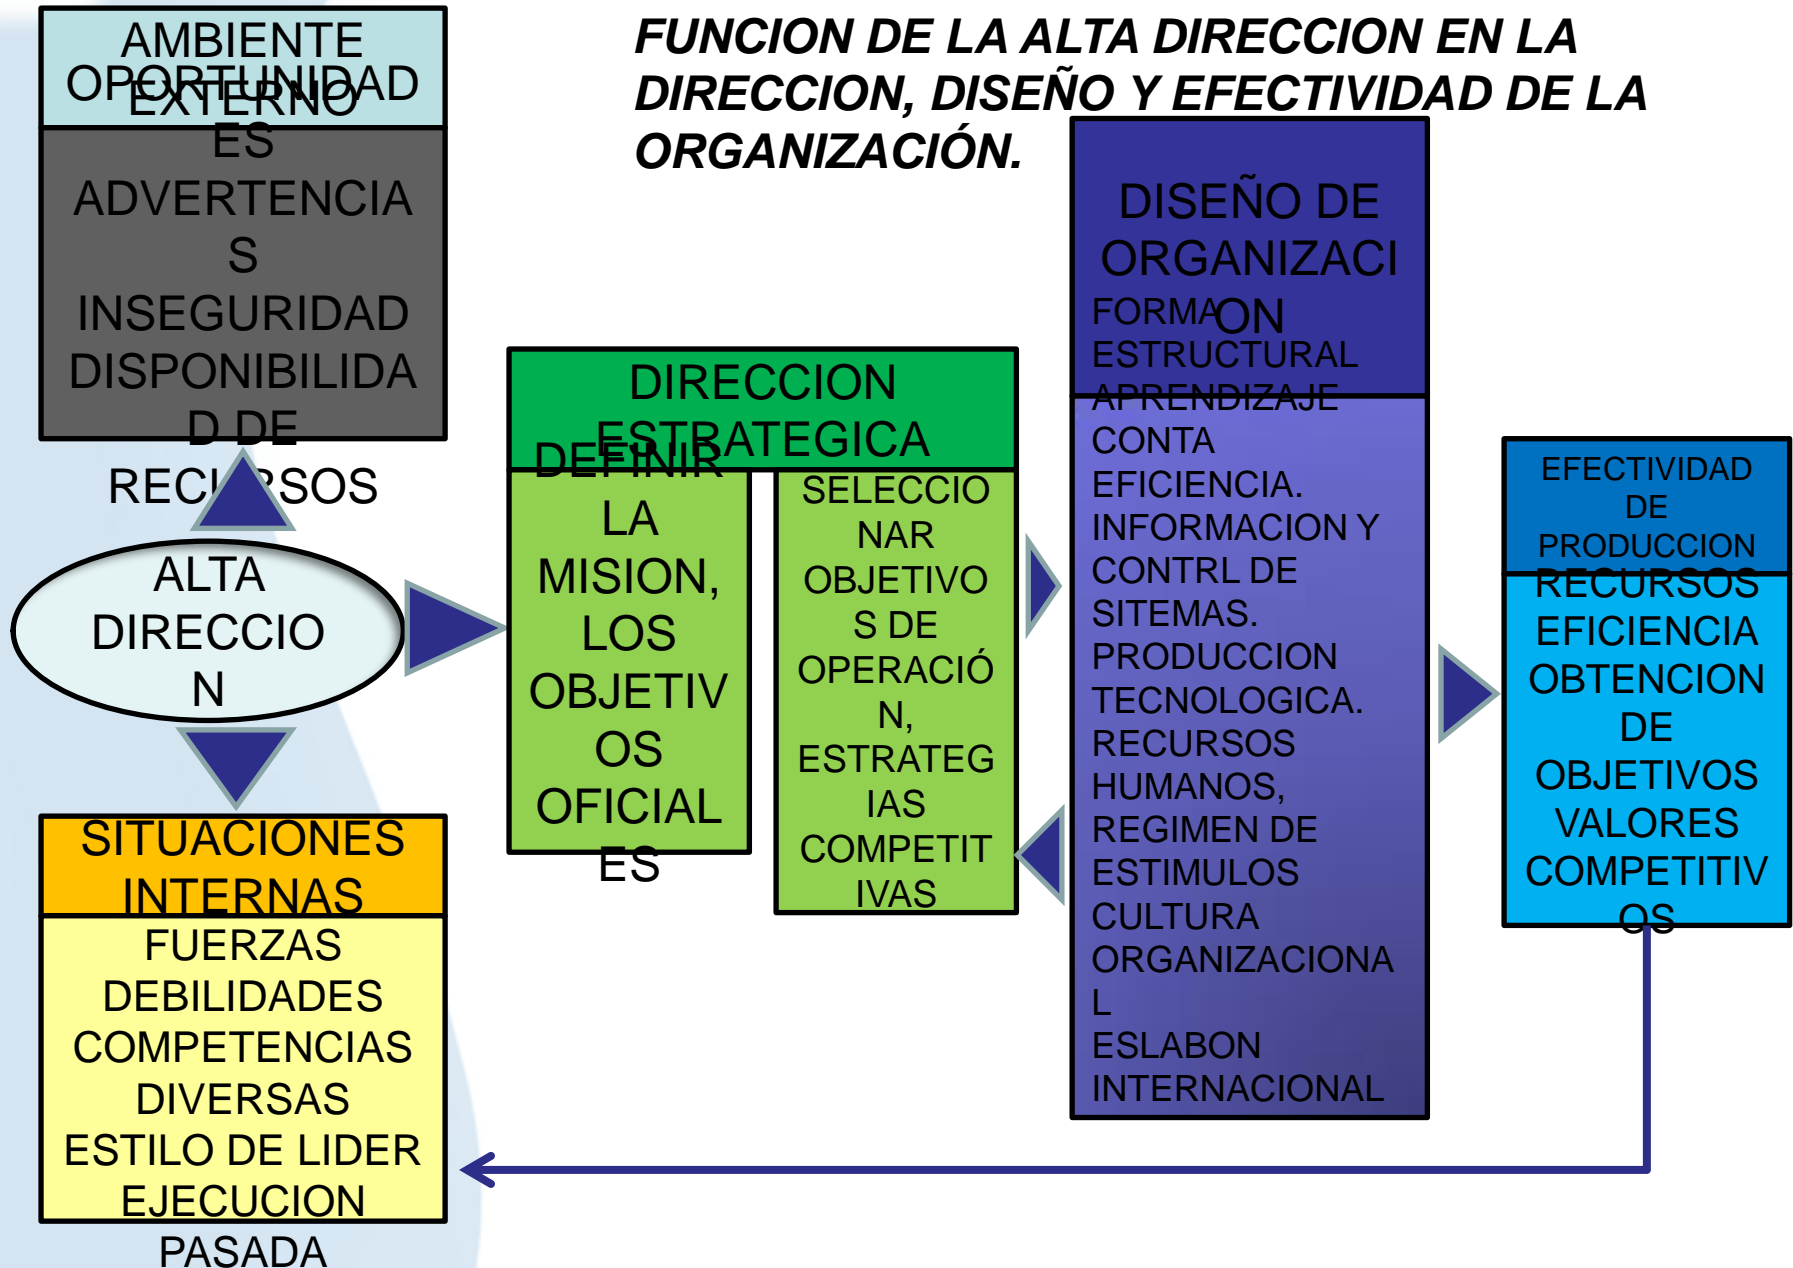 FUNCION DE LA ALTA DIRECCION EN LA
DIRECCION, DISEÑO Y EFECTIVIDAD DE LA
ORGANIZACIÓN.
AMBIENTE
EXTERNO
OPORTUNIDAD
ES
ADVERTENCIA
S
INSEGURIDAD
DISPONIBILIDA
D DE
RECURSOS
ALTA
DIRECCIO
N
SITUACIONES
INTERNAS
FUERZAS
DEBILIDADES
COMPETENCIAS
DIVERSAS
ESTILO DE LIDER
EJECUCION
PASADA
DIRECCION
ESTRATEGICA
DEFINIR
LA
MISION,
LOS
OBJETIV
OS
OFICIAL
ES
SELECCIO
NAR
OBJETIVO
S DE
OPERACIÓ
N,
ESTRATEG
IAS
COMPETIT
IVAS
DISEÑO DE
ORGANIZACI
ON
FORMA
ESTRUCTURAL
APRENDIZAJE
CONTA
EFICIENCIA.
INFORMACION Y
CONTRL DE
SITEMAS.
PRODUCCION
TECNOLOGICA.
RECURSOS
HUMANOS,
REGIMEN DE
ESTIMULOS
CULTURA
ORGANIZACIONA
L
ESLABON
INTERNACIONAL
EFECTIVIDAD
DE
PRODUCCION
RECURSOS
EFICIENCIA
OBTENCION
DE
OBJETIVOS
VALORES
COMPETITIV
OS